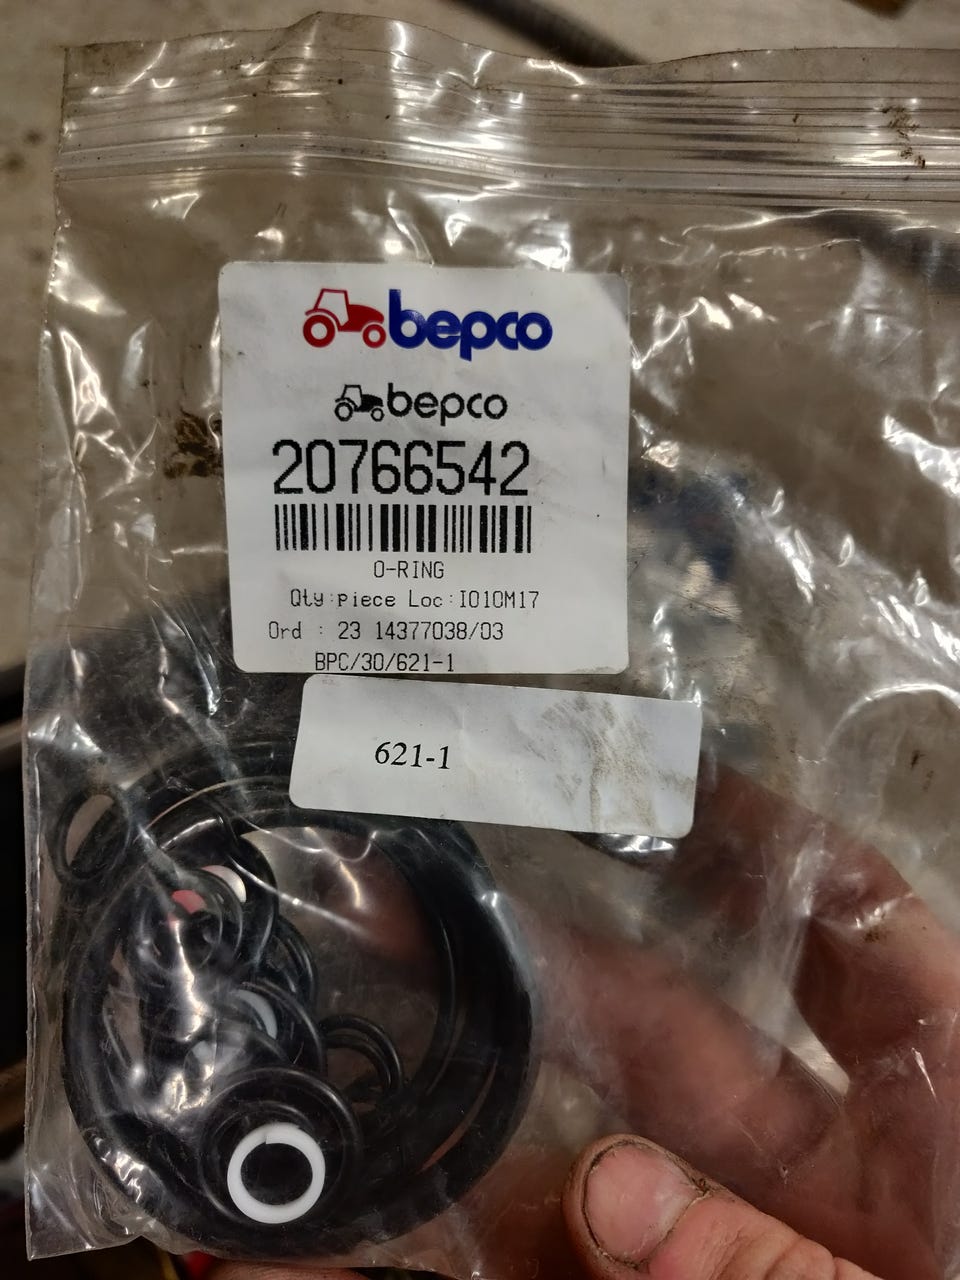 bepco
bepco
20766542
O-RING
Qty:piece Loc:I010M17
Ord : 23 14377038/03
BPC/30/621-1
621-1